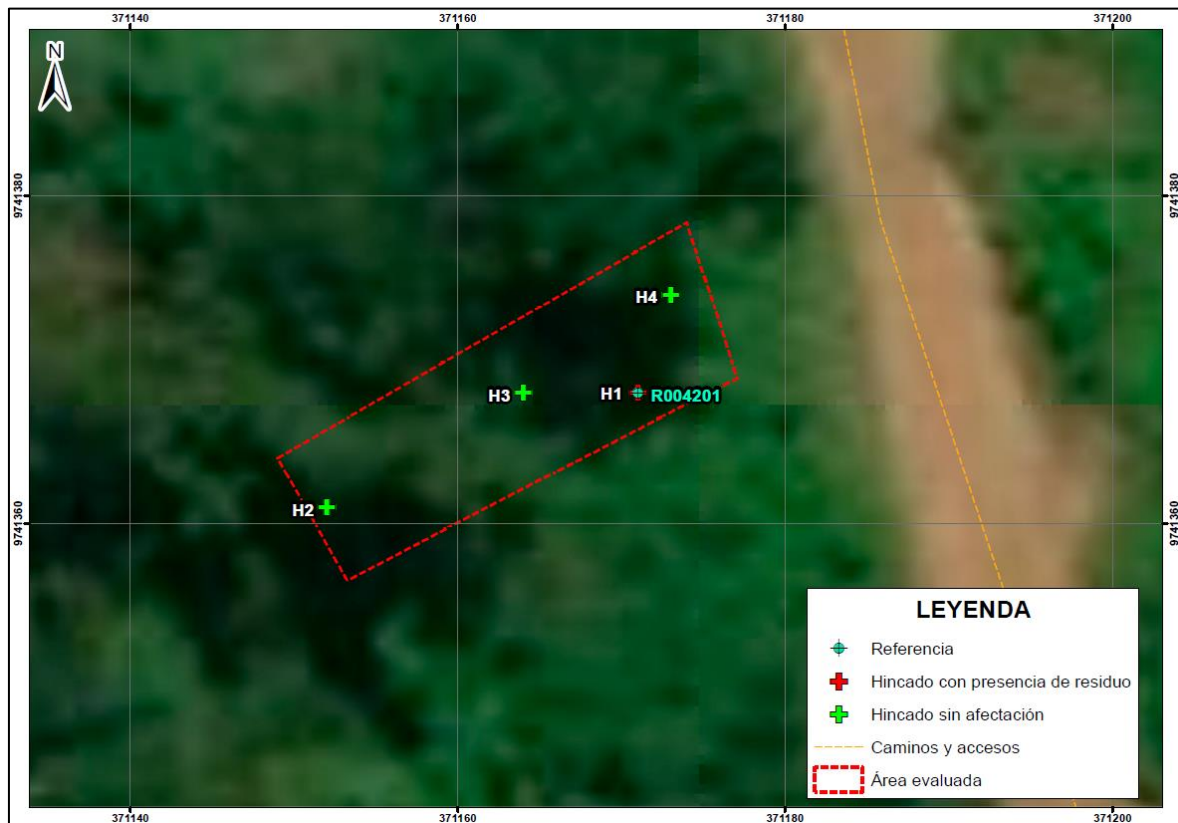 371140 371160 371180 371200
N
9741380 9741380
H4
H3 H1 R004201
H2
9741360 9741360
LEYENDA
Referencia
Hincado con presencia de residuo
Hincado sin afectación
Caminos y accesos
Área evaluada
371140 371160 371180 371200